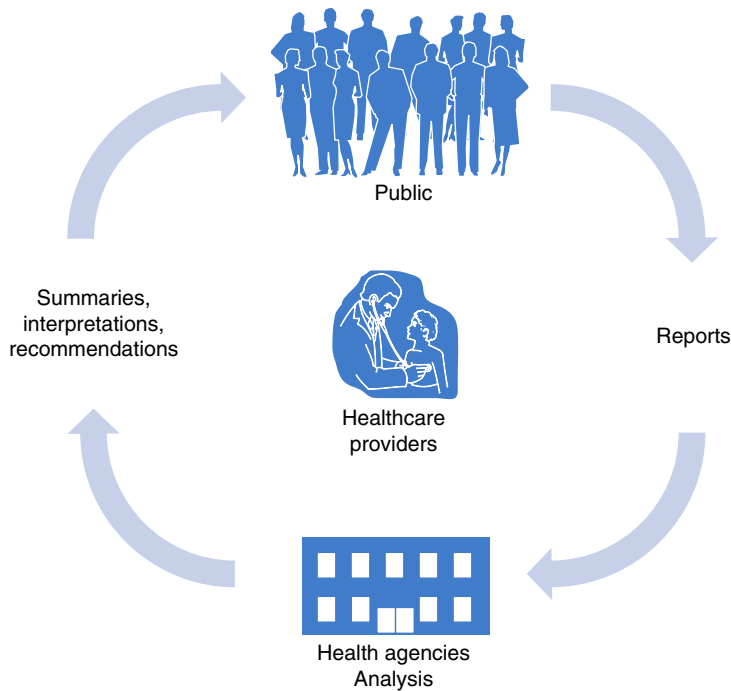 Public
Summaries,
interpretations,
recommendations
Reports
Healthcare
providers
Health agencies
Analysis